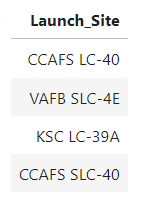 Launch_Site
CCAFS LC-40
VAFB SLC-4E
KSC LC-39A
CCAFS SLC-40